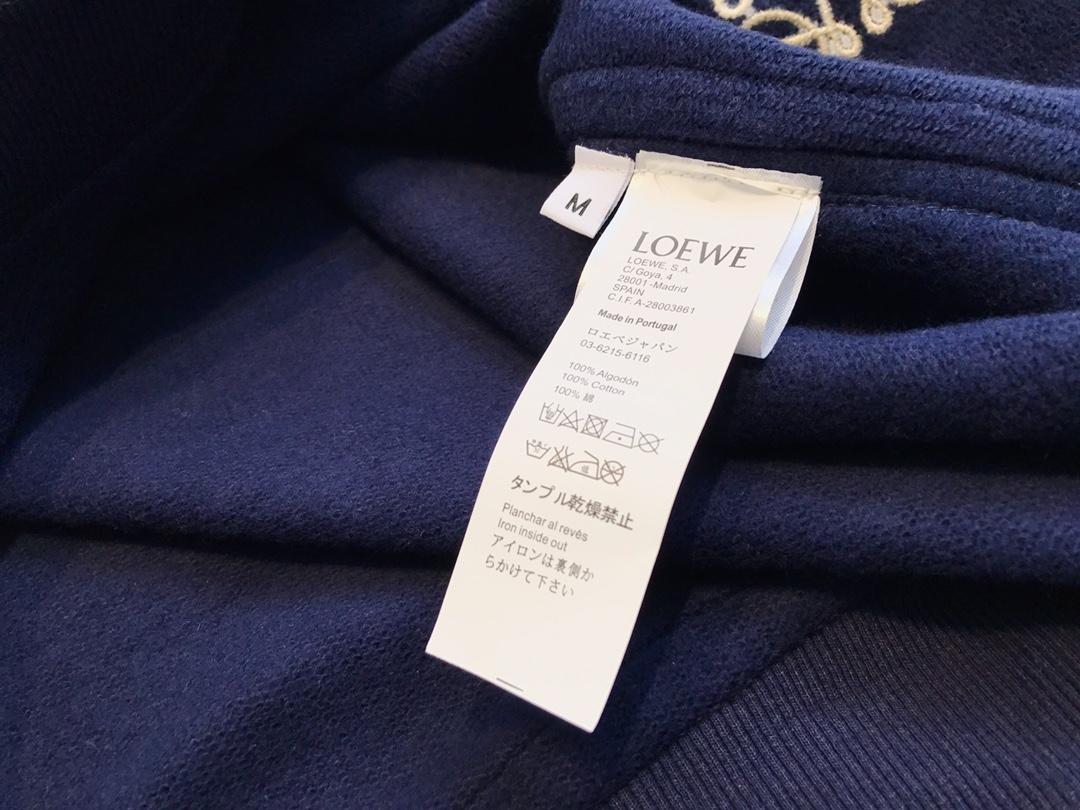 M
LOEWE
LOEWE, S.A.
C/ Goya, 4
28001 -Madrid
SPAIN
C.I.F. A-28003861
Made in Portugal
ロエベジャパン
03-6215-6116
100% Algodón
100% Cotton
100% 綿
タンブル乾燥禁止
Planchar al revés
Iron inside out
アイロンは裏側か
らかけて下さい